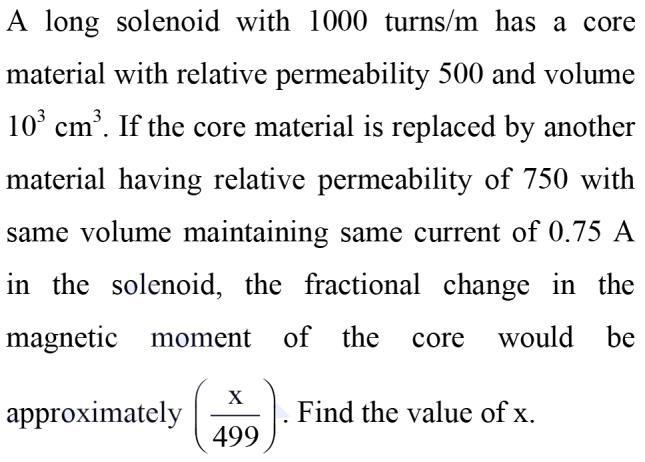 A long solenoid with 1000 turns/m has a core
material with relative permeability 500 and volume
10³ cm³. If the core material is replaced by another
material having relative permeability of 750 with
same volume maintaining same current of 0.75 A
in the solenoid, the fractional change in the
magnetic moment of the core would be
approximately (x/499). Find the value of x.